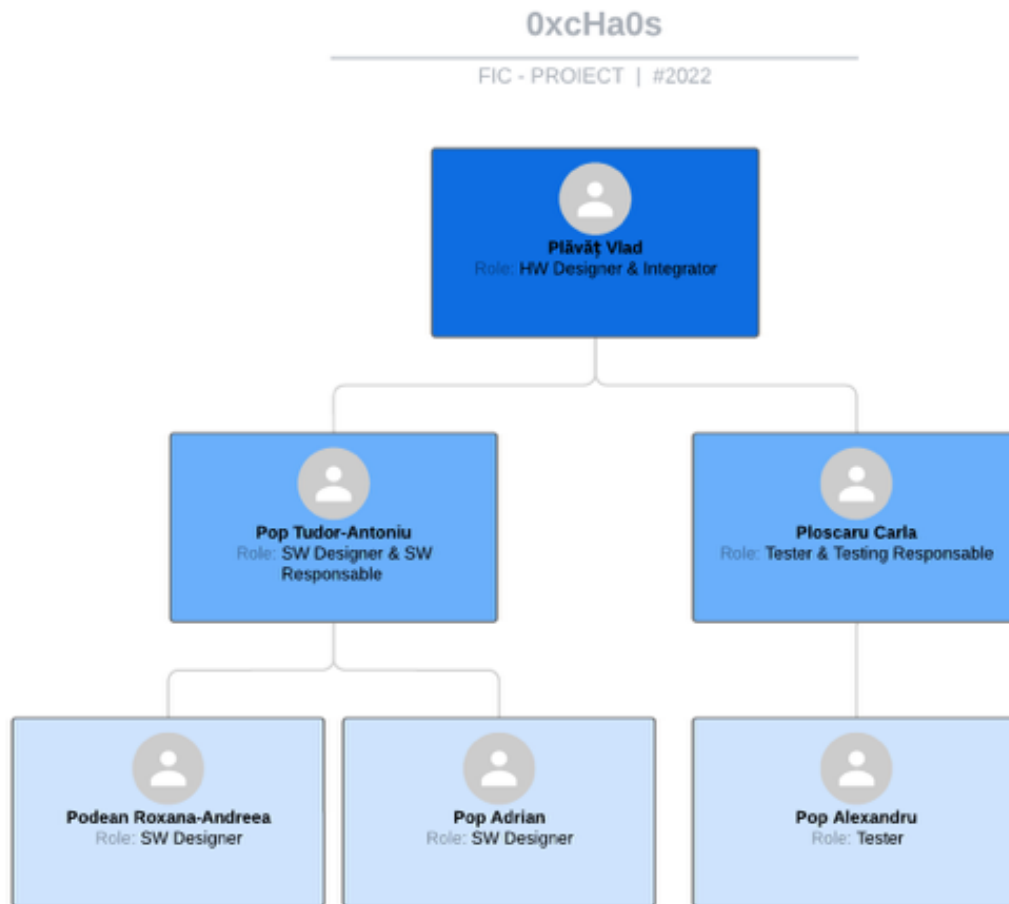 0xcHa0s
FIC - PROIECT | #2022
Plăvăț Vlad
Role: HW Designer & Integrator
Pop Tudor-Antoniu
Role: SW Designer & SW
Responsable
Ploscaru Carla
Role: Tester & Testing Responsable
Podean Roxana-Andreea
Role: SW Designer
Pop Adrian
Role: SW Designer
Pop Alexandru
Role: Tester